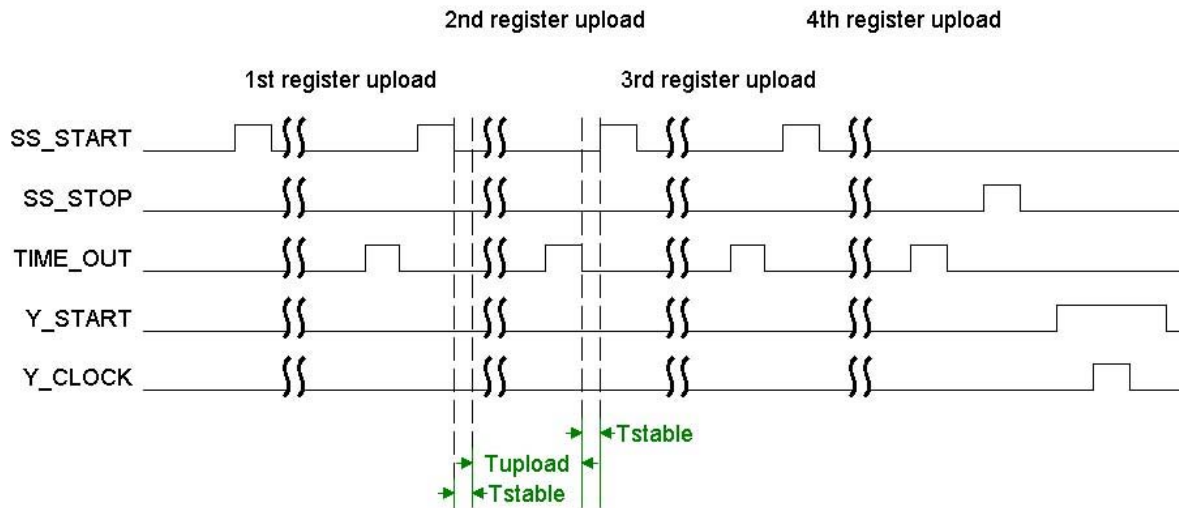 2nd register upload
4th register upload
1st register upload
3rd register upload
SS_START
SS_STOP
TIME_OUT
Y_START
Y_CLOCK
Tstable
Tupload
Tstable